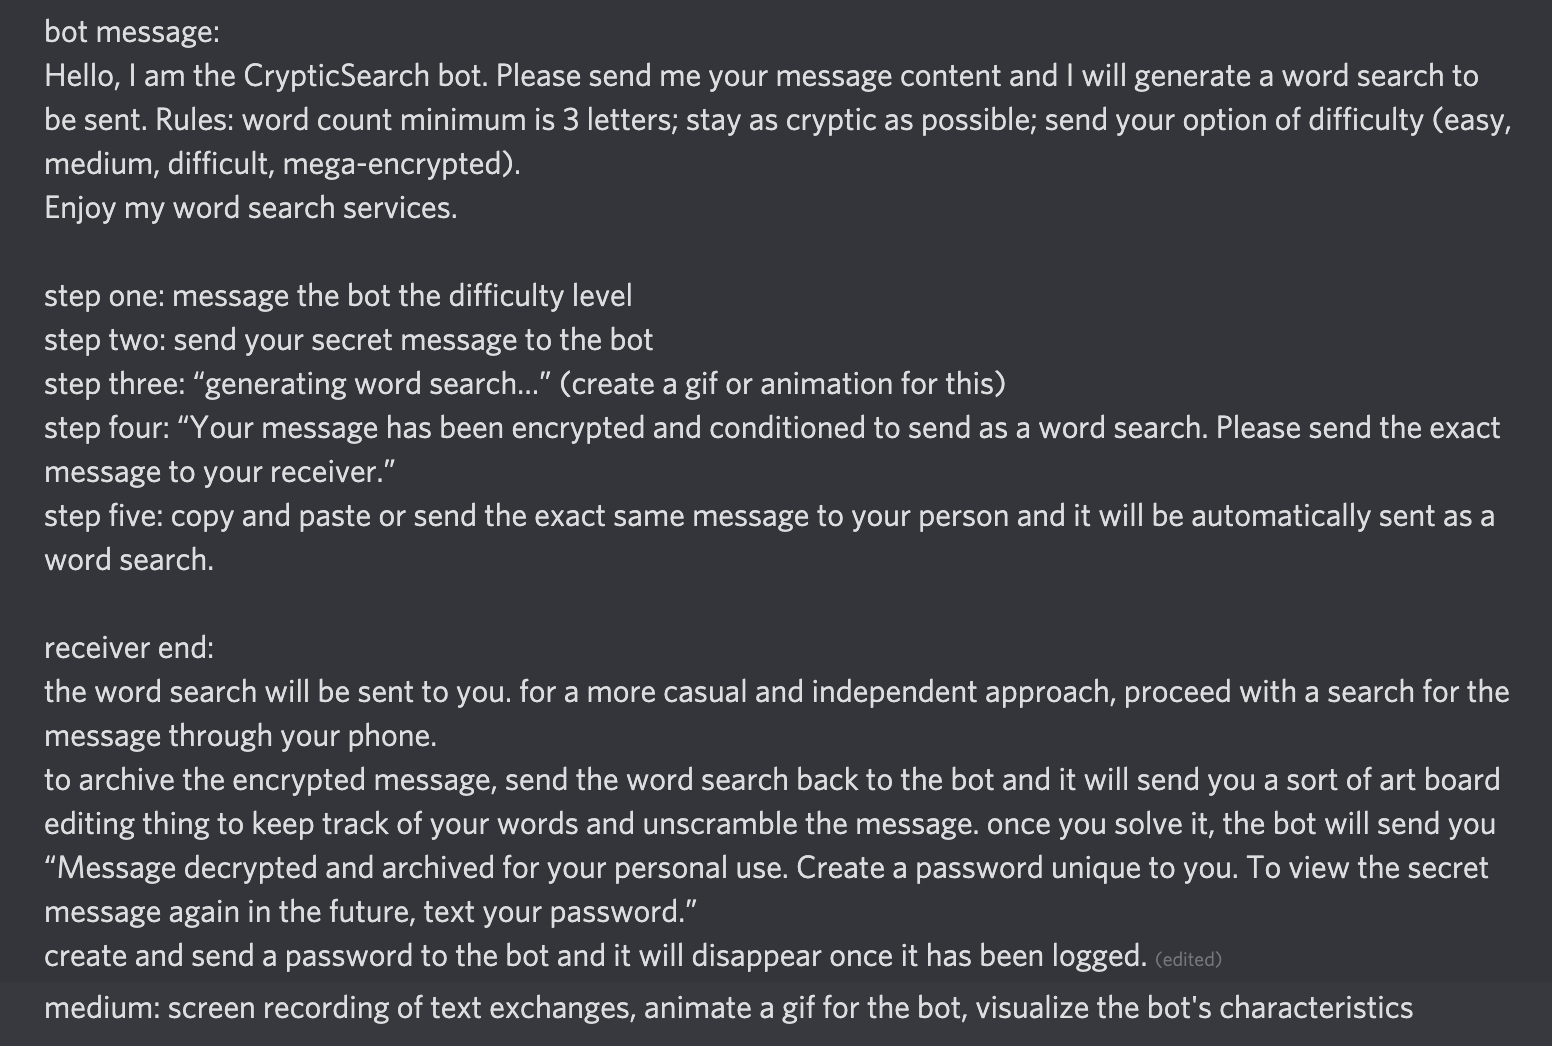 bot message:
Hello, I am the CrypticSearch bot. Please send me your message content and I will generate a word search to
be sent. Rules: word count minimum is 3 letters; stay as cryptic as possible; send your option of difficulty (easy,
medium, difficult, mega-encrypted).
Enjoy my word search services.
step one: message the bot the difficulty level
step two: send your secret message to the bot
step three: “generating word search...” (create a gif or animation for this)
step four: “Your message has been encrypted and conditioned to send as a word search. Please send the exact
message to your receiver.”
step five: copy and paste or send the exact same message to your person and it will be automatically sent as a
word search.
receiver end:
the word search will be sent to you. for a more casual and independent approach, proceed with a search for the
message through your phone.
to archive the encrypted message, send the word search back to the bot and it will send you a sort of art board
editing thing to keep track of your words and unscramble the message. once you solve it, the bot will send you
“Message decrypted and archived for your personal use. Create a password unique to you. To view the secret
message again in the future, text your password.”
create and send a password to the bot and it will disappear once it has been logged. (edited)
medium: screen recording of text exchanges, animate a gif for the bot, visualize the bot's characteristics